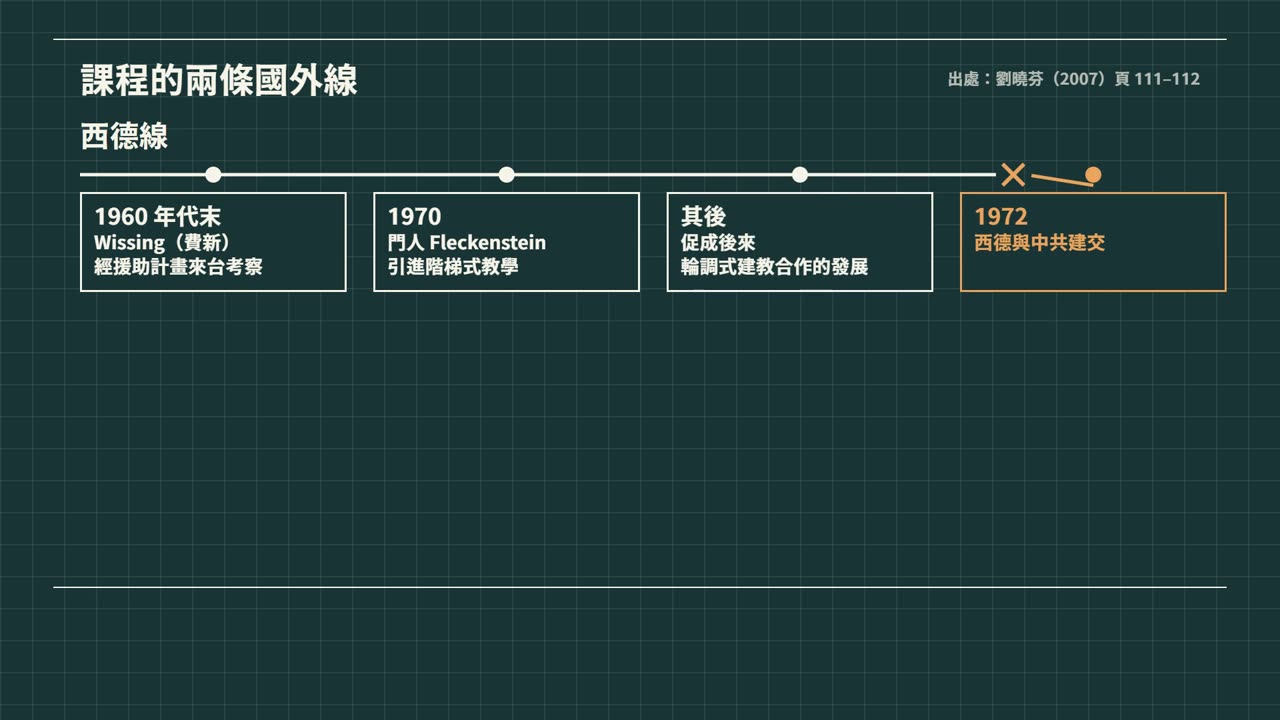 課程的兩條國外線
出處：劉曉芬（2007）頁 111–112
西德線
1960 年代末
Wissing（費新）
經援助計畫來台考察
1970
門人 Fleckenstein
引進階梯式教學
其後
促成後來
輪調式建教合作的發展
1972
西德與中共建交